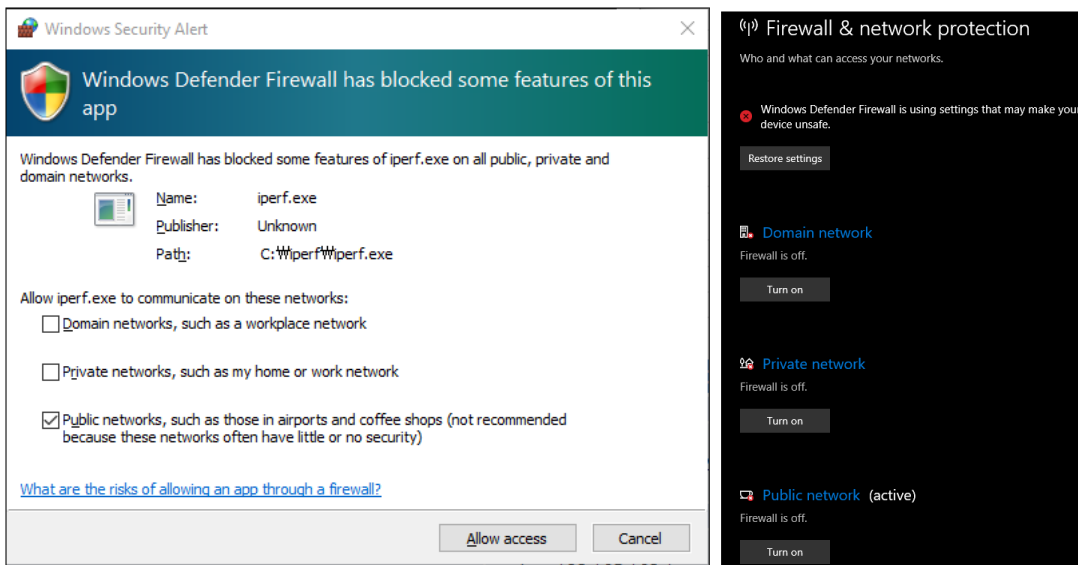 Windows Security Alert
Windows Defender Firewall has blocked some features of this
app
Windows Defender Firewall has blocked some features of iperf.exe on all public, private and
domain networks.
Name: iperf.exe
Publisher: Unknown
Path: C:₩iperf₩iperf.exe
Allow iperf.exe to communicate on these networks:
Domain networks, such as a workplace network
Private networks, such as my home or work network
Public networks, such as those in airports and coffee shops (not recommended
because these networks often have little or no security)
What are the risks of allowing an app through a firewall?
Allow access Cancel
Firewall & network protection
Who and what can access your networks.
Windows Defender Firewall is using settings that may make your
device unsafe.
Restore settings
Domain network
Firewall is off.
Turn on
Private network
Firewall is off.
Turn on
Public network (active)
Firewall is off.
Turn on